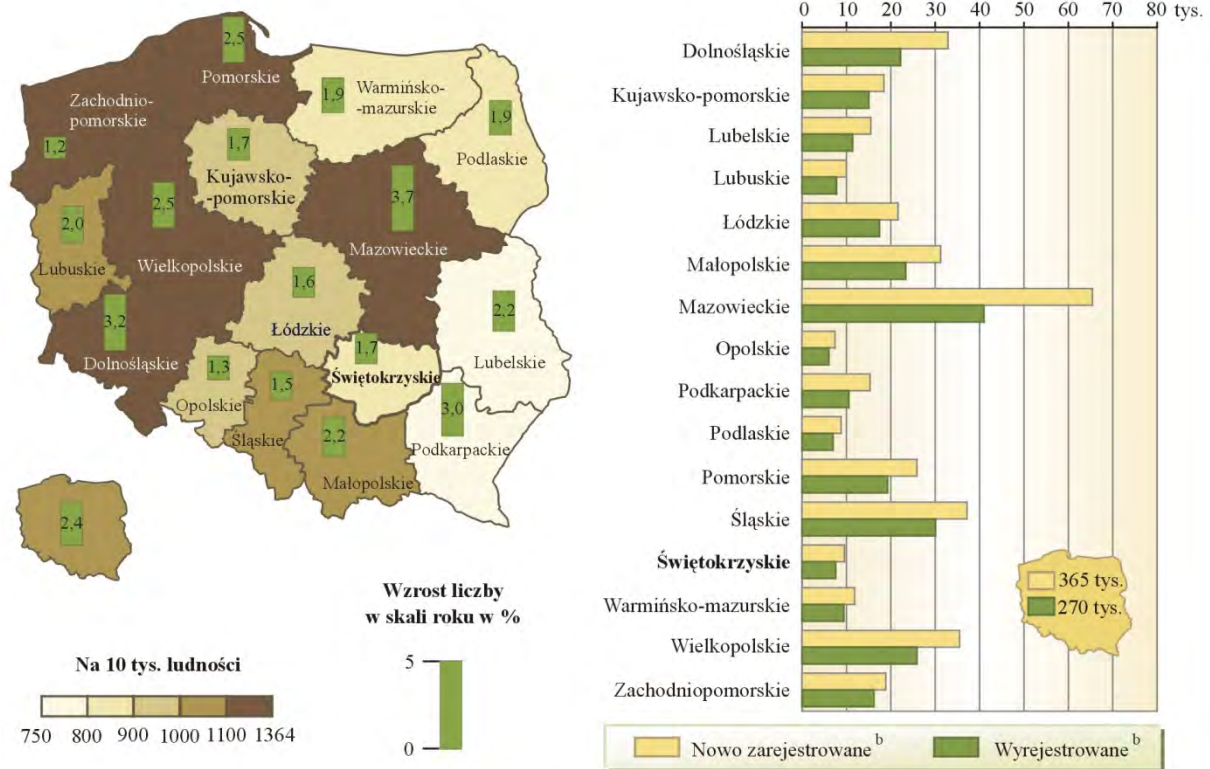 2,5
Pomorskie
Zachodnio-
pomorskie
1,2
1,9
Warmińsko-
-mazurskie
1,9
Podlaskie
1,7
Kujawsko-
-pomorskie
2,0
Lubuskie
2,5
Wielkopolskie
3,7
Mazowieckie
1,6
Łódzkie
3,2
Dolnośląskie
2,2
Lubelskie
1,7
Świętokrzyskie
1,3
Opolskie
1,5
Śląskie
2,2
Małopolskie
3,0
Podkarpackie
2,4
Wzrost liczby
w skali roku w %
5
0
Na 10 tys. ludności
750 800 900 1000 1100 1364
0 10 20 30 40 50 60 70 80 tys.
Dolnośląskie
Kujawsko-pomorskie
Lubelskie
Lubuskie
Łódzkie
Małopolskie
Mazowieckie
Opolskie
Podkarpackie
Podlaskie
Pomorskie
Śląskie
Świętokrzyskie
Warmińsko-mazurskie
Wielkopolskie
Zachodniopomorskie
365 tys.
270 tys.
Nowo zarejestrowane b Wyrejestrowane b